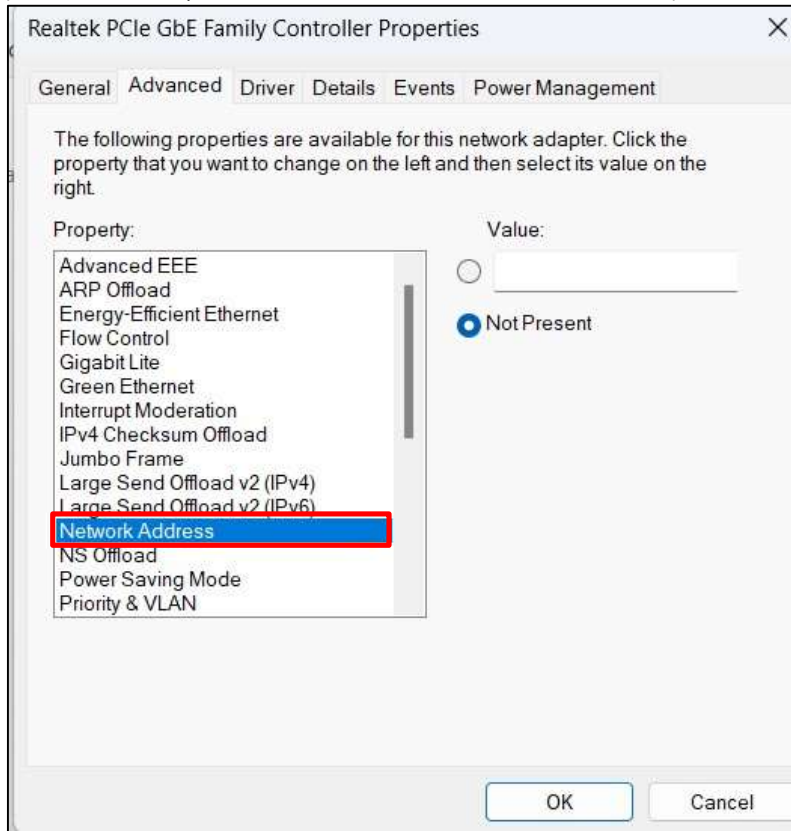 Realtek PCIe GbE Family Controller Properties
General Advanced Driver Details Events Power Management
The following properties are available for this network adapter. Click the
property that you want to change on the left and then select its value on the
right.
Property:
Value:
Advanced EEE
ARP Offload
Energy-Efficient Ethernet
Flow Control
Gigabit Lite
Green Ethernet
Interrupt Moderation
IPv4 Checksum Offload
Jumbo Frame
Large Send Offload v2 (IPv4)
Large Send Offload v2 (IPv6)
Network Address
NS Offload
Power Saving Mode
Priority & VLAN
Not Present
OK Cancel